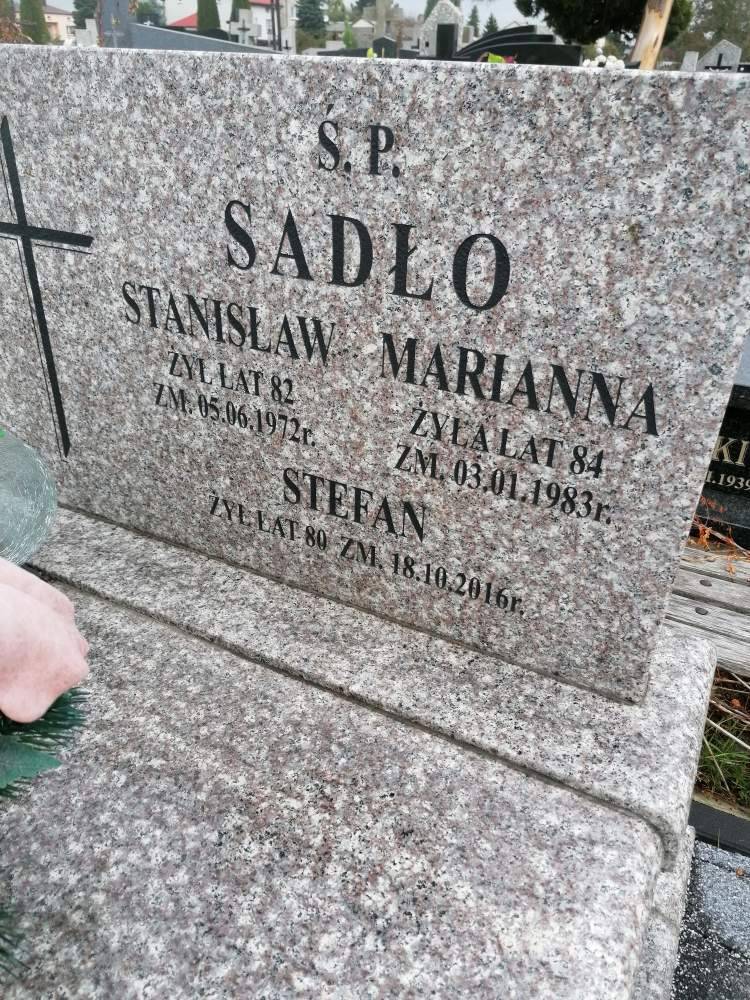 Ś. P.
SADŁO
STANISŁAW
ŻYŁ LAT 82
ZM. 05.06.1972r.
MARIANNA
ŻYŁA LAT 84
ZM. 03.01.1983r.
STEFAN
ŻYŁ LAT 80 ZM. 18.10.2016r.